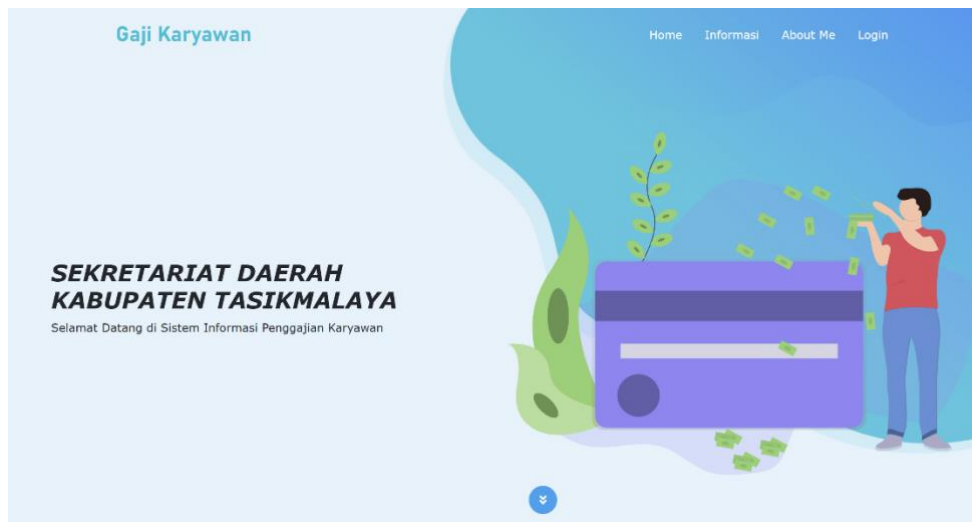 Gaji Karyawan
Home Informasi About Me Login
SEKRETARIAT DAERAH
KABUPATEN TASIKMALAYA
Selamat Datang di Sistem Informasi Penggajian Karyawan